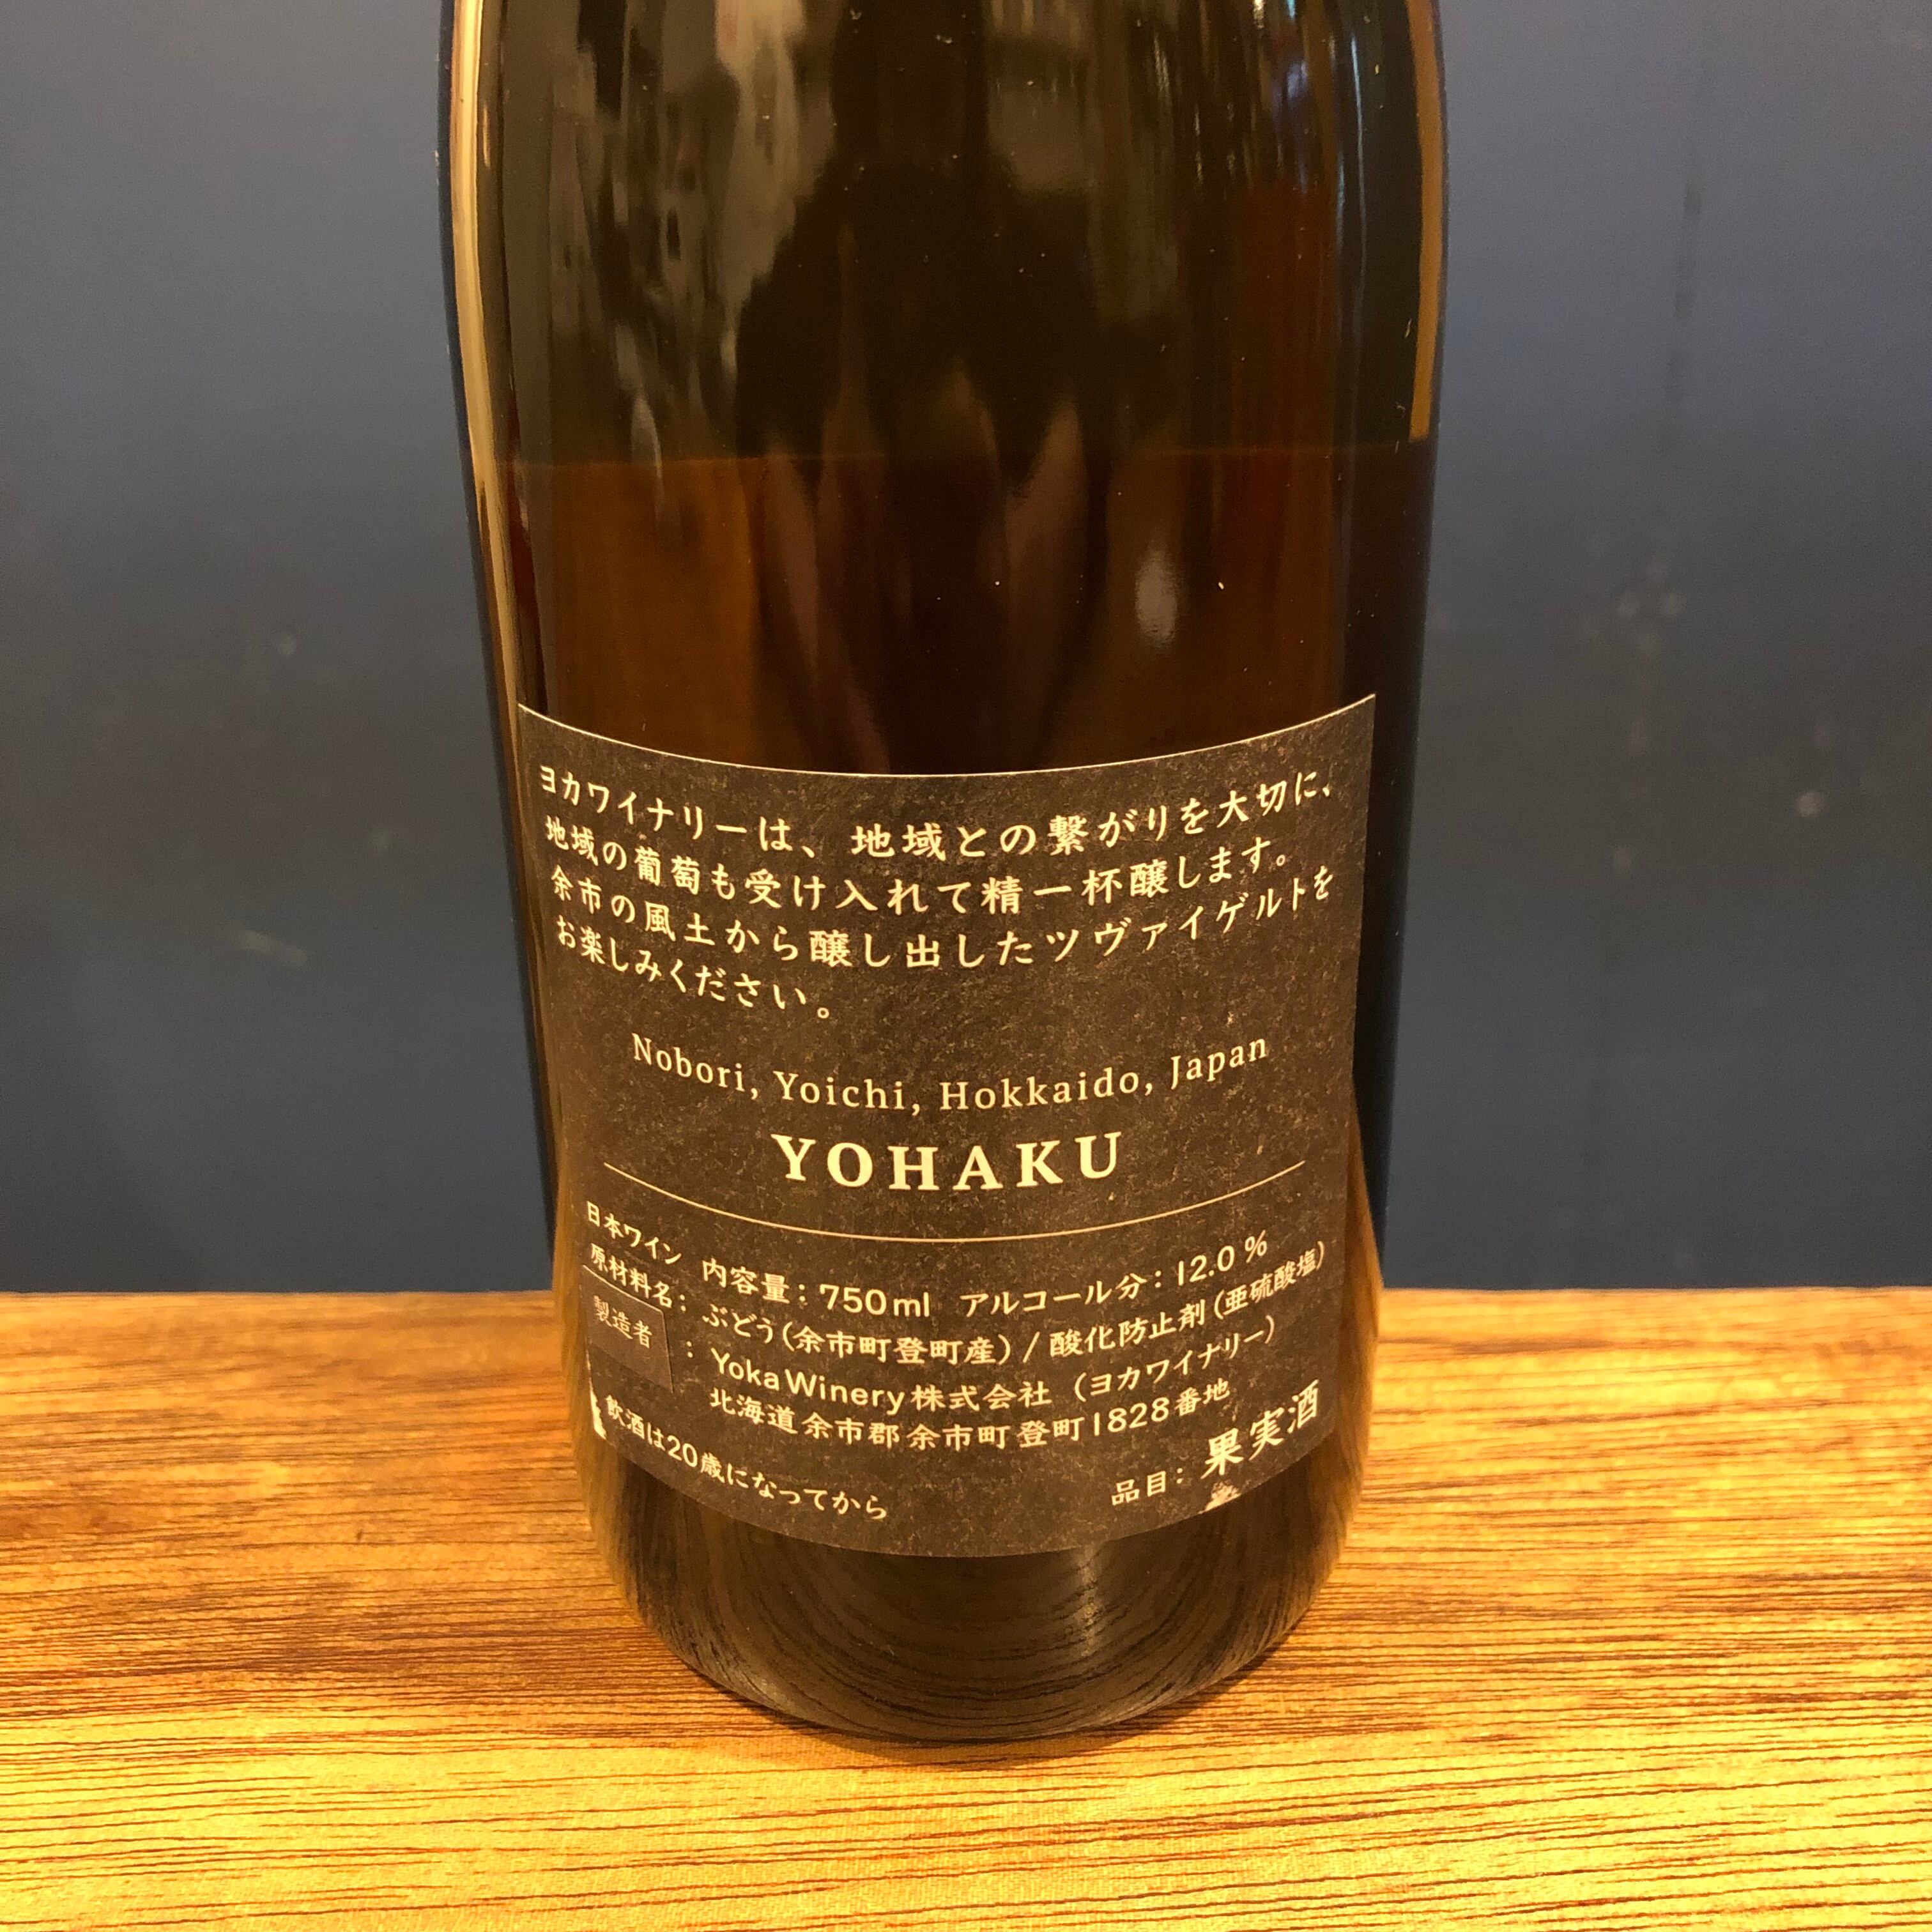 ヨカワイナリーは、地域との繋がりを大切に、
地域の葡萄も受け入れて精一杯醸します。
余市の風土から醸し出したツヴァイゲルトを
お楽しみください。
Nobori, Yoichi, Hokkaido, Japan
YOHAKU
日本ワイン 内容量：750ml アルコール分：12.0％
原材料名：ぶどう（余市町登町産）/ 酸化防止剤（亜硫酸塩）
製造者：Yoka Winery株式会社（ヨカワイナリー）
北海道余市郡余市町登町1828番地
飲酒は20歳になってから
品目：果実酒